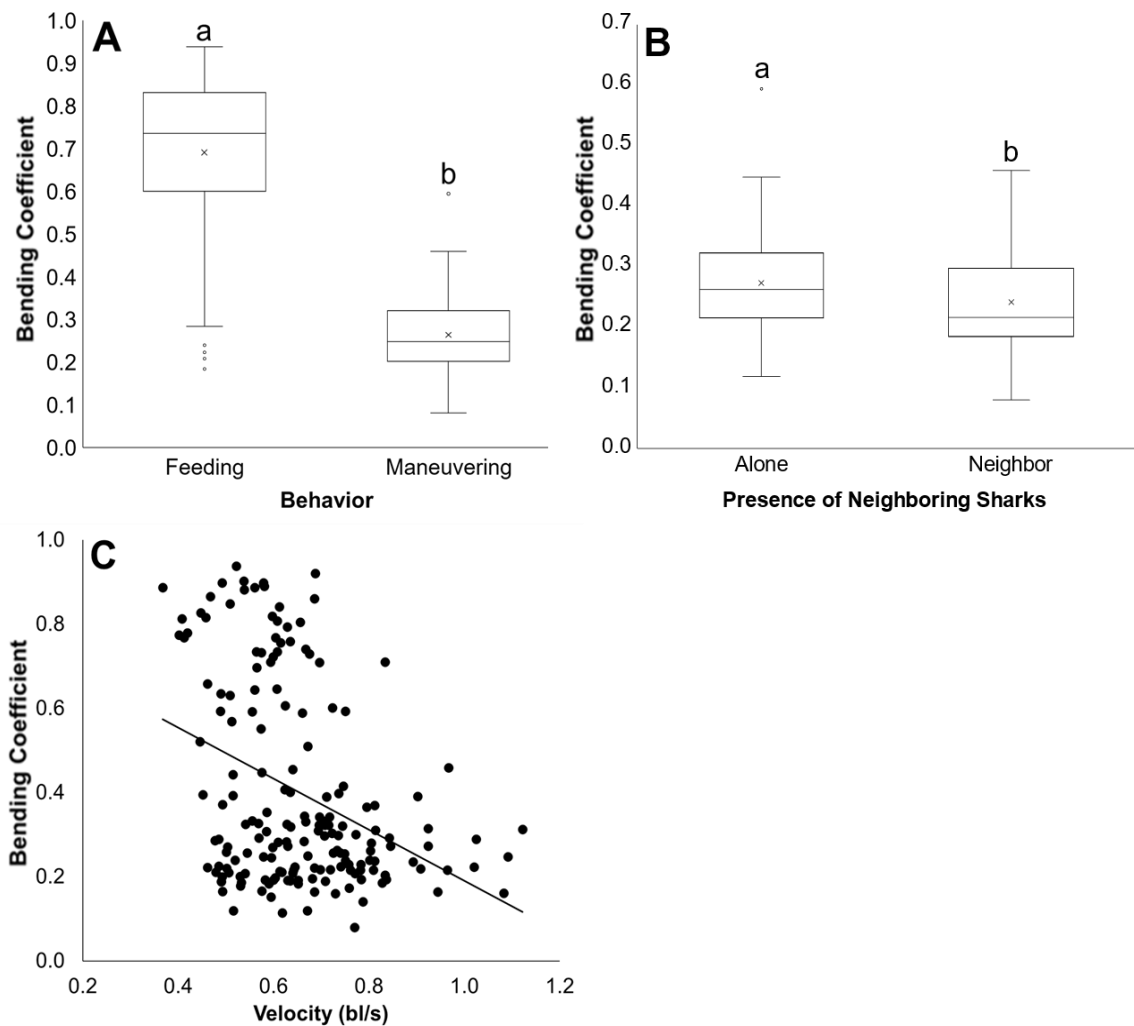 A
a
b
1.0
0.9
0.8
0.7
0.6
0.5
0.4
0.3
0.2
0.1
0.0
Bending Coefficient
Feeding Maneuvering
Behavior
B
a
b
0.7
0.6
0.5
0.4
0.3
0.2
0.1
0.0
Bending Coefficient
Alone Neighbor
Presence of Neighboring Sharks
C
1.0
0.8
0.6
0.4
0.2
0.0
Bending Coefficient
0.2 0.4 0.6 0.8 1.0 1.2
Velocity (bl/s)